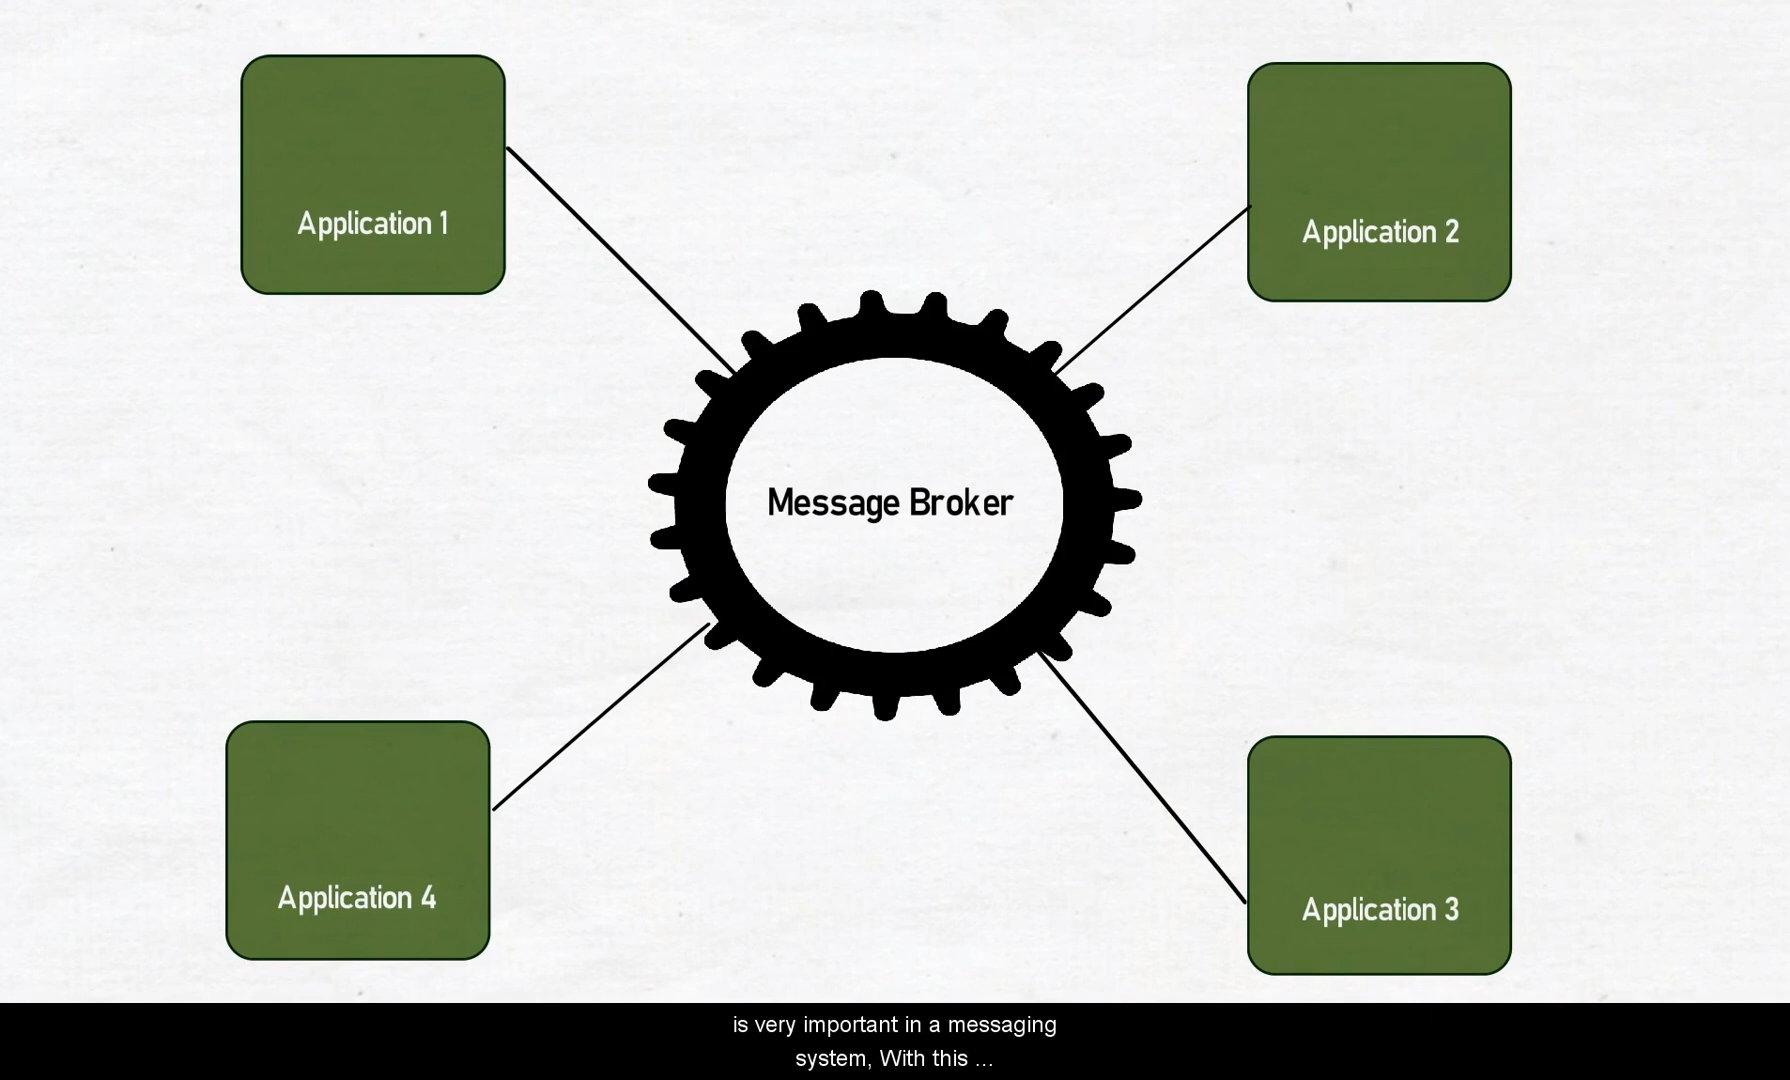 Application 1
Application 2
Message Broker
Application 4
Application 3
is very important in a messaging
system, With this ...